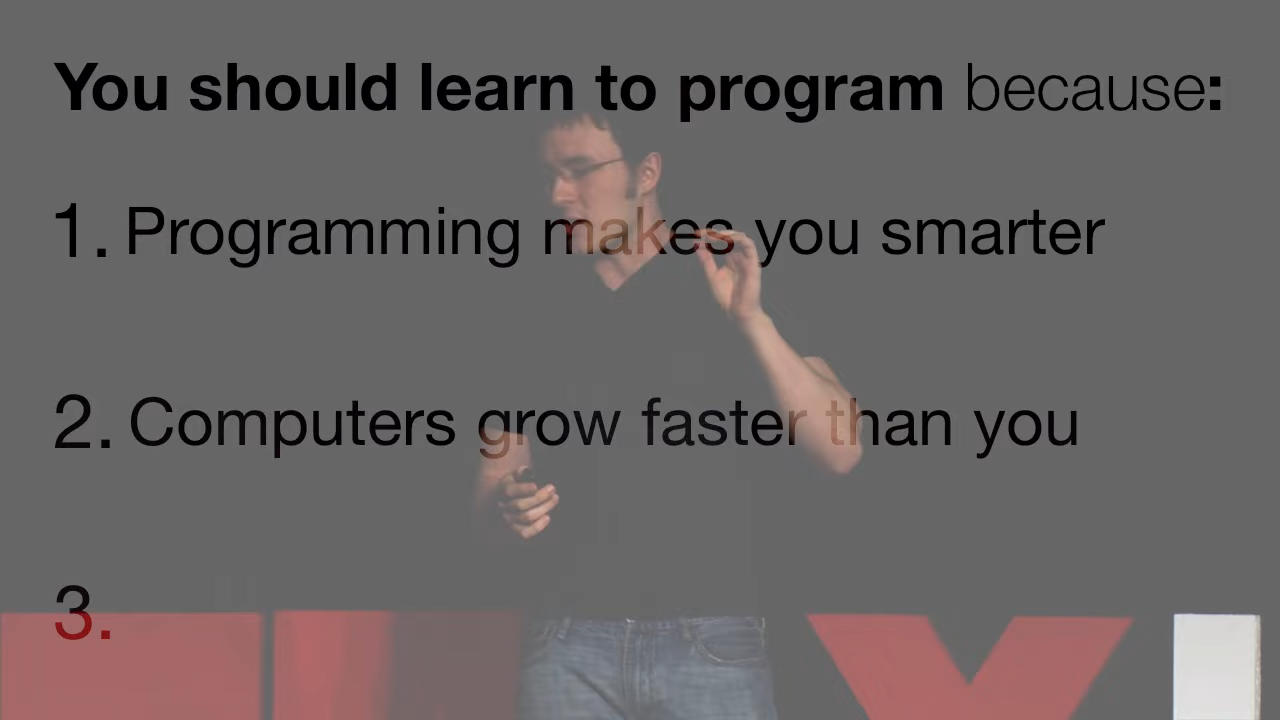 You should learn to program because:
1. Programming makes you smarter
2. Computers grow faster than you
3.